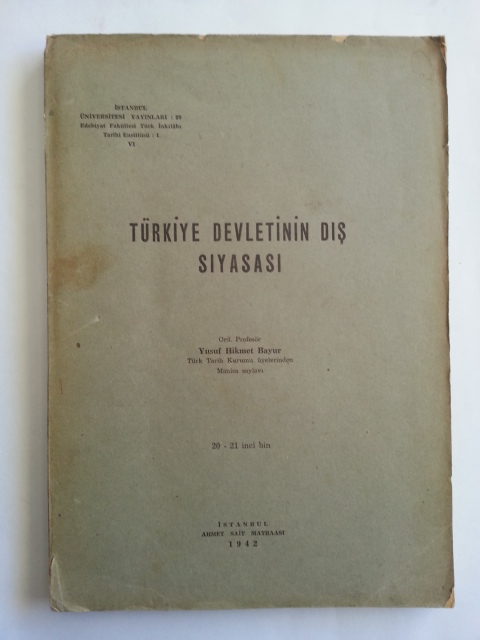 İSTANBUL
ÜNİVERSİTESİ YAYINLARI : 59
Edebiyat Fakültesi Türk İnkılâbı
Tarihi Enstitüsü : 1
VI
TÜRKİYE DEVLETİNİN DIŞ
SIYASASI
Ord. Profesör
Yusuf Hikmet Bayur
Türk Tarih Kurumu üyelerinden
Manisa saylavı
20 - 21 inci bin
İSTANBUL
AHMET SAİT MATBAASI
1942